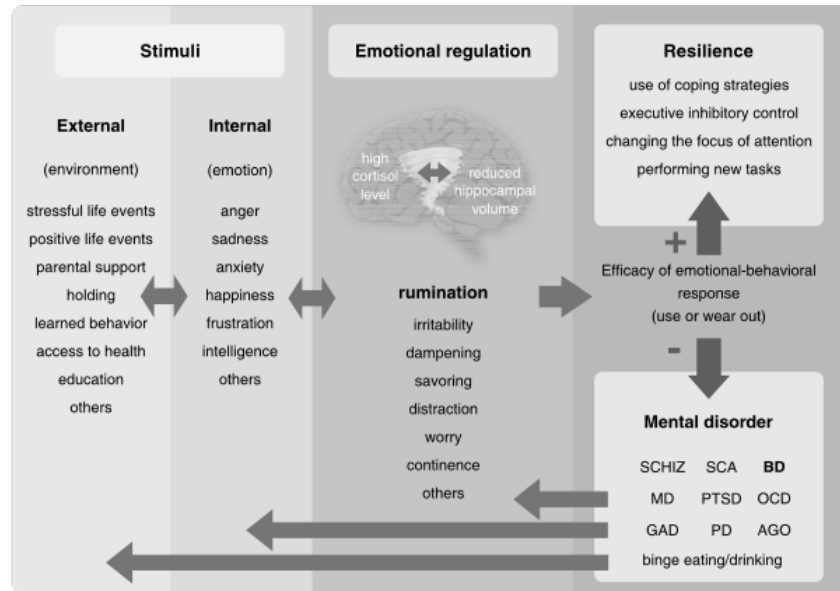 Stimuli
External
(environment)
stressful life events
positive life events
parental support
holding
learned behavior
access to health
education
others
Internal
(emotion)
anger
sadness
anxiety
happiness
frustration
intelligence
others
Emotional regulation
high
cortisol
level
reduced
hippocampal
volume
rumination
irritability
dampening
savoring
distraction
worry
continence
others
Resilience
use of coping strategies
executive inhibitory control
changing the focus of attention
performing new tasks
+
Efficacy of emotional-behavioral
response
(use or wear out)
-
Mental disorder
SCHIZ SCA BD
MD PTSD OCD
GAD PD AGO
binge eating/drinking